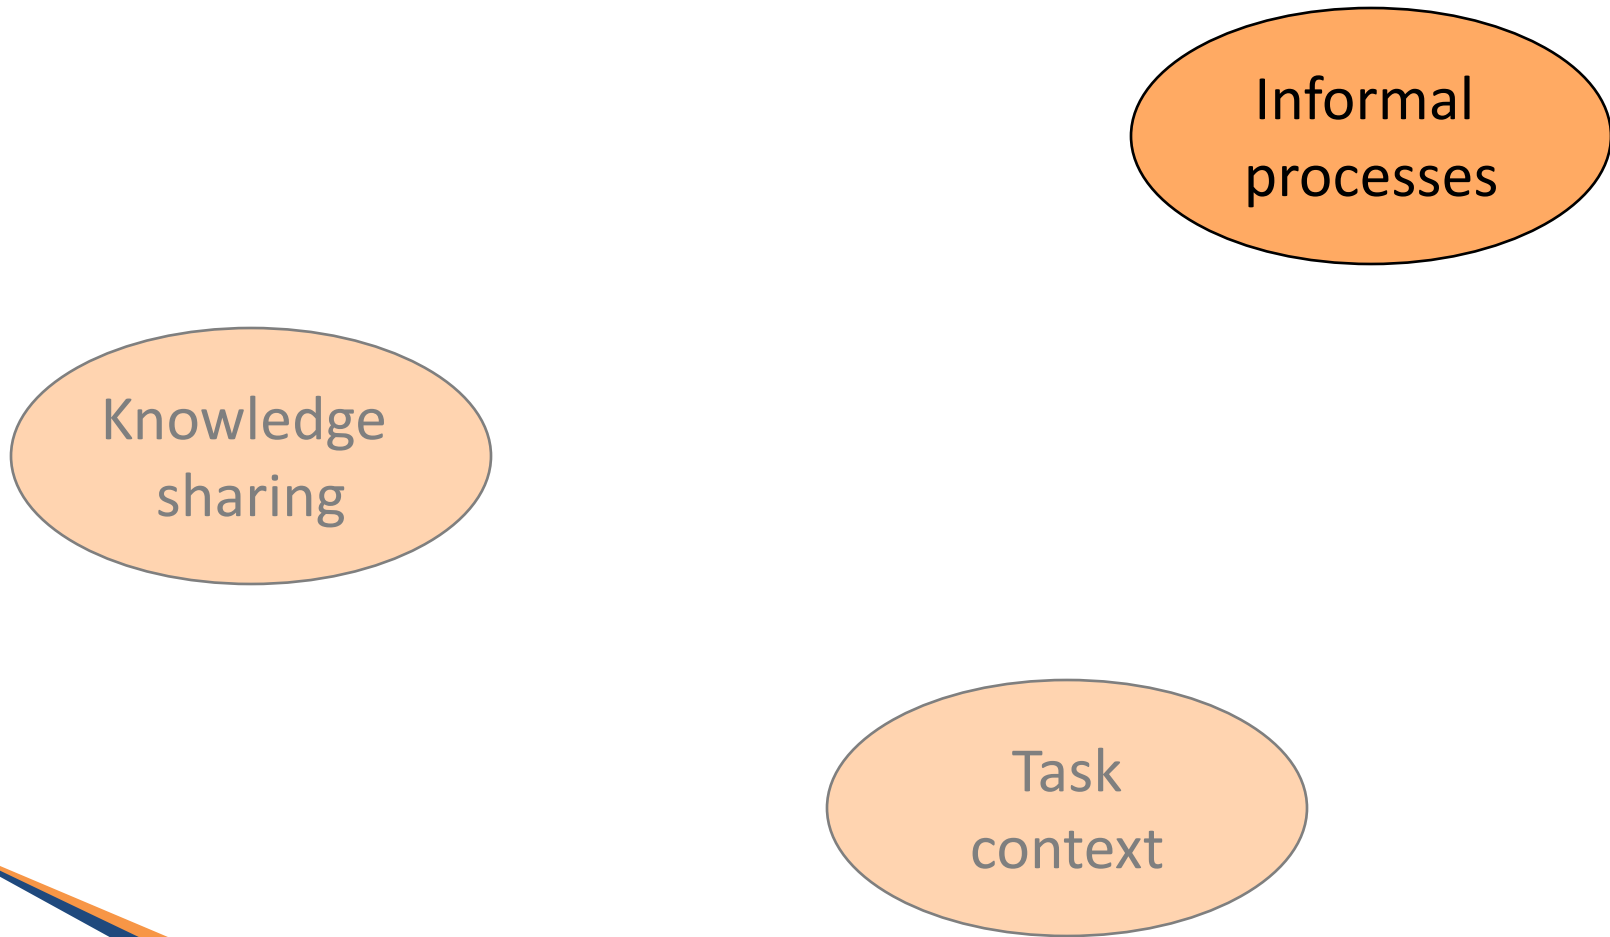 Informal
processes
Knowledge
sharing
Task
context